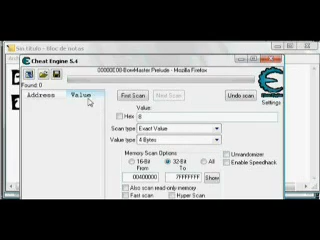 Sin título - Bloc de notas
Cheat Engine 5.4
00000E00-BowMaster Prelude - Mozilla Firefox
Found: 0
Address Value
First Scan Next Scan Undo scan
Settings
Value:
Hex 8
Scan type Exact Value
Value type 4 Bytes
Memory Scan Options
16-Bit 32-Bit All
From To
00400000 7FFFFFFF Show
Unrandomizer
Enable Speedhack
Also scan read-only memory
Fast scan Hyper Scan